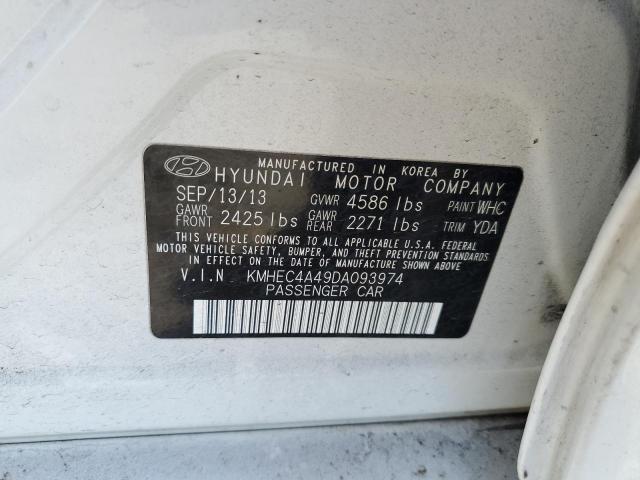 MANUFACTURED IN KOREA BY
HYUNDAI MOTOR COMPANY
SEP/13/13 GVWR 4586 lbs PAINT WHC
GAWR FRONT 2425 lbs GAWR REAR 2271 lbs TRIM YDA
THIS VEHICLE CONFORMS TO ALL APPLICABLE U.S.A. FEDERAL
MOTOR VEHICLE SAFETY, BUMPER, AND THEFT PREVENTION STANDARDS
IN EFFECT ON THE DATE OF MANUFACTURE SHOWN ABOVE.
V.I.N KMHEC4A49DA093974
PASSENGER CAR